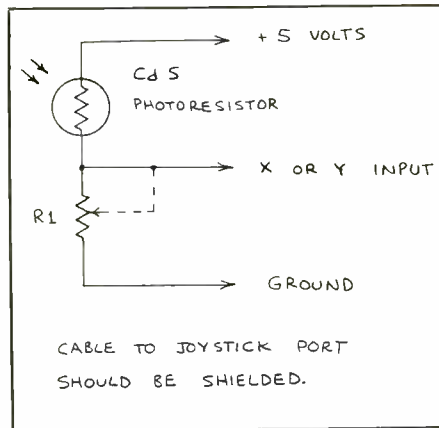 +5 VOLTS
CdS
PHOTORESISTOR
X OR Y INPUT
R1
GROUND
CABLE TO JOYSTICK PORT
SHOULD BE SHIELDED.